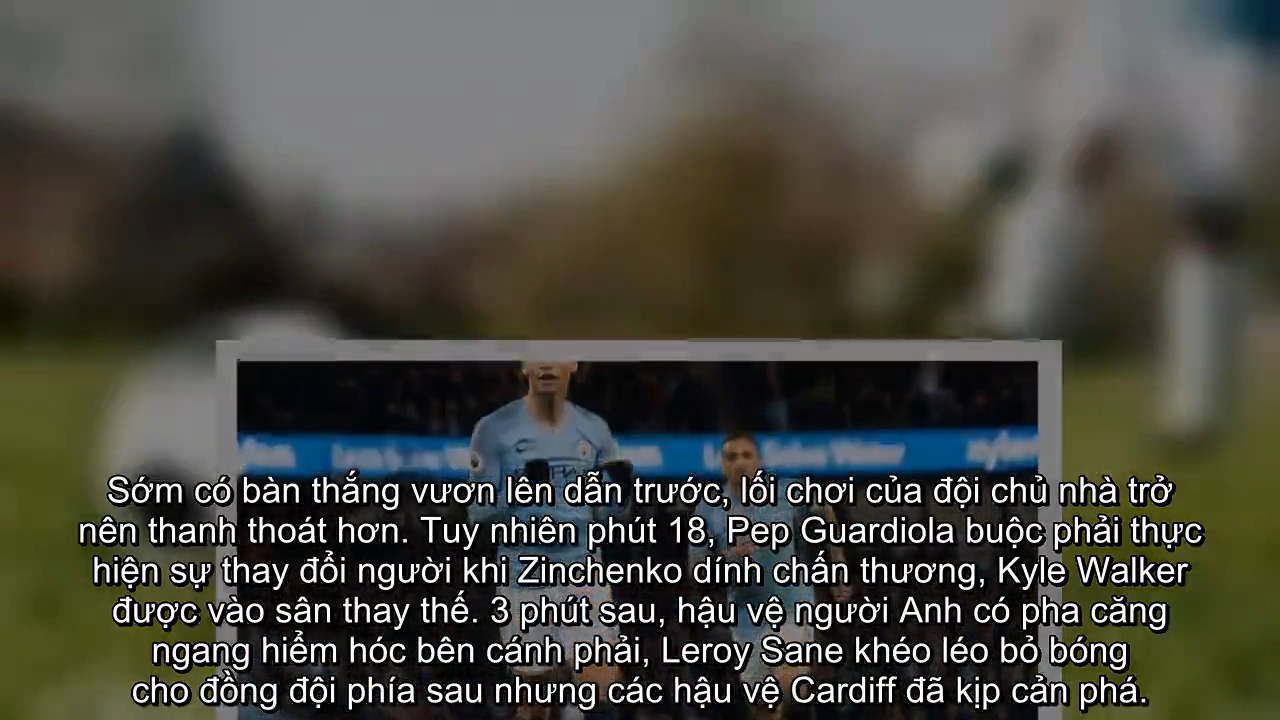 Sớm có bàn thắng vươn lên dẫn trước, lối chơi của đội chủ nhà trở
nên thanh thoát hơn. Tuy nhiên phút 18, Pep Guardiola buộc phải thực
hiện sự thay đổi người khi Zinchenko dính chấn thương, Kyle Walker
được vào sân thay thế. 3 phút sau, hậu vệ người Anh có pha căng
ngang hiểm hóc bên cánh phải, Leroy Sane khéo léo bỏ bóng
cho đồng đội phía sau nhưng các hậu vệ Cardiff đã kịp cản phá.